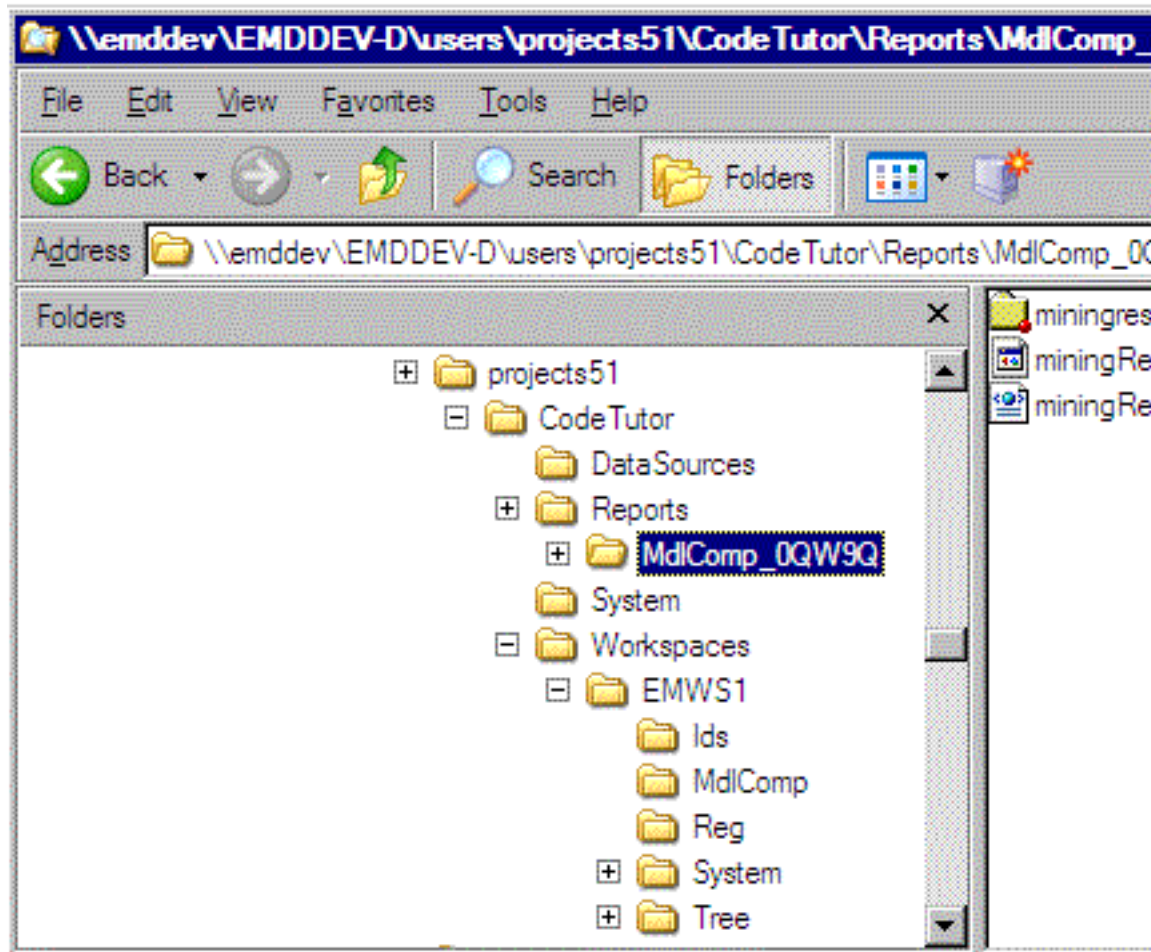 \\emddev\EMDDEV-D\users\projects51\CodeTutor\Reports\MdlComp_
File Edit View Favorites Tools Help
Back Search Folders
Address \\emddev\EMDDEV-D\users\projects51\CodeTutor\Reports\MdlComp_0Q
Folders
miningres
projects51
miningRe
CodeTutor
miningRe
DataSources
Reports
MdlComp_0QW9Q
System
Workspaces
EMWS1
Ids
MdlComp
Reg
System
Tree